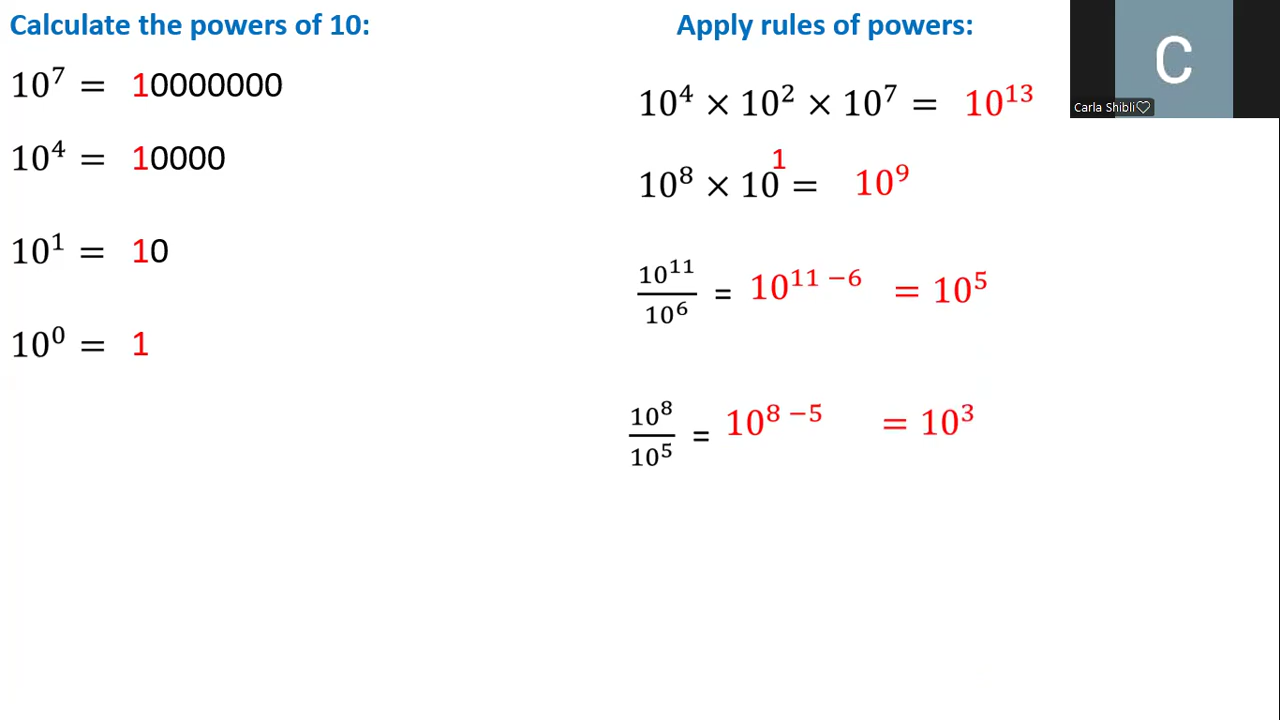 Calculate the powers of 10:
10⁷ = 10000000
10⁴ = 10000
10¹ = 10
10⁰ = 1
Apply rules of powers:
10⁴ × 10² × 10⁷ = 10¹³
10⁸ × 10¹ = 10⁹
10¹¹/10⁶ = 10¹¹ ⁻⁶ = 10⁵
10⁸/10⁵ = 10⁸ ⁻⁵ = 10³
C
Carla Shibli♡